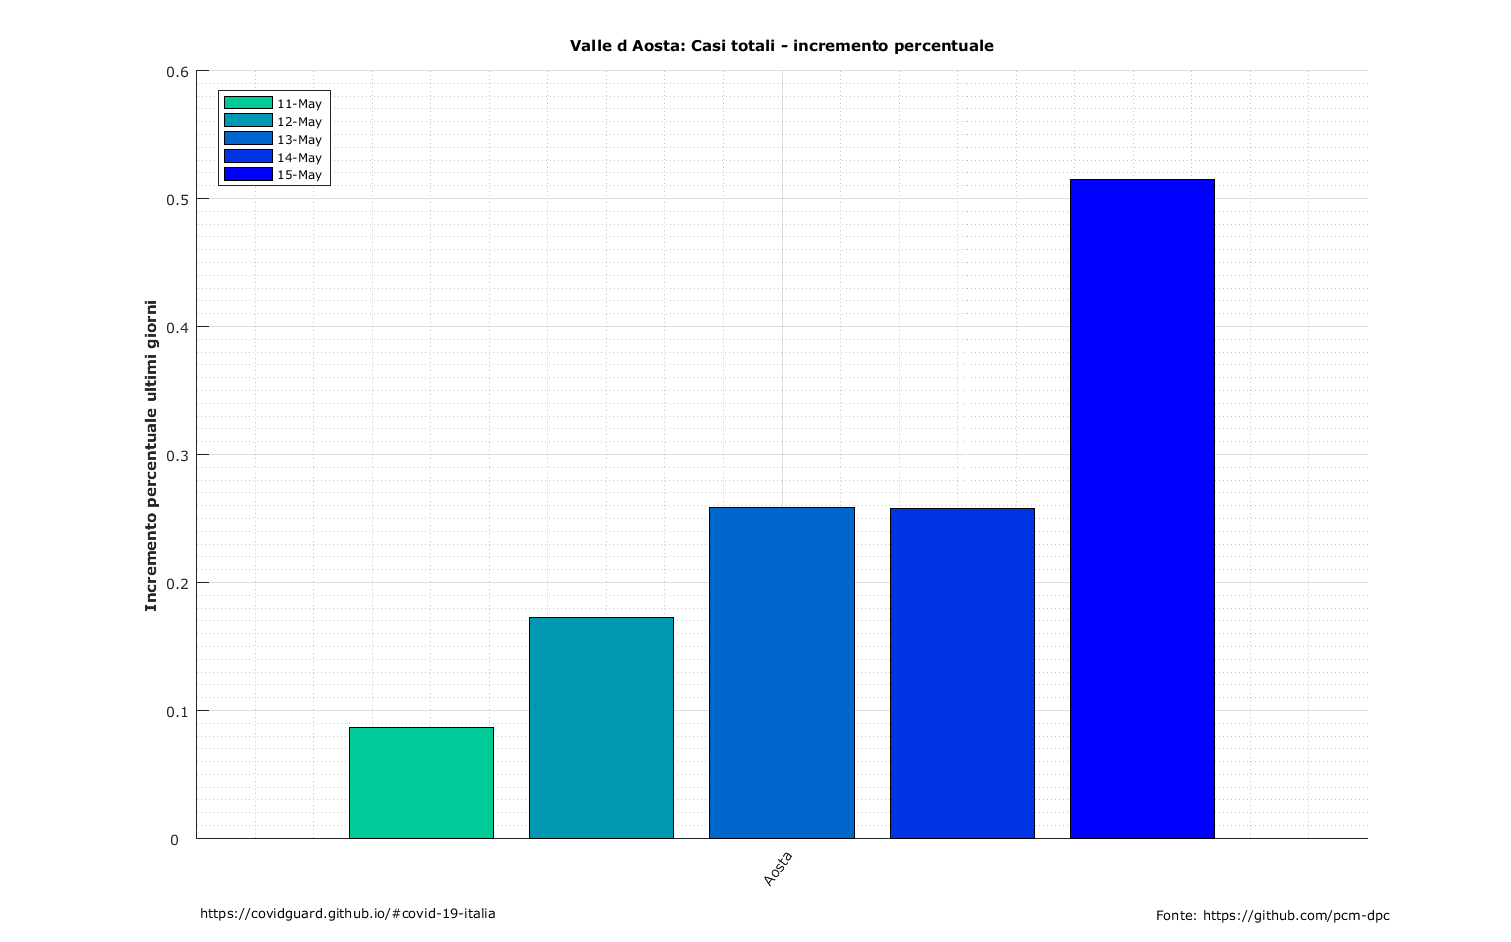 Valle d Aosta: Casi totali - incremento percentuale
0.6
0.5
0.4
0.3
0.2
0.1
0
Incremento percentuale ultimi giorni
11-May
12-May
13-May
14-May
15-May
Aosta
https://covidguard.github.io/#covid-19-italia
Fonte: https://github.com/pcm-dpc